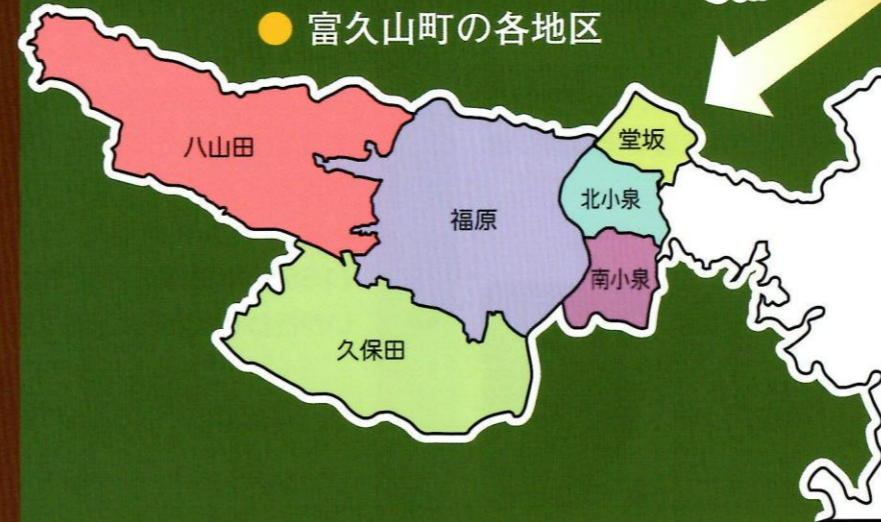 富久山町の各地区
八山田
堂坂
北小泉
福原
南小泉
久保田